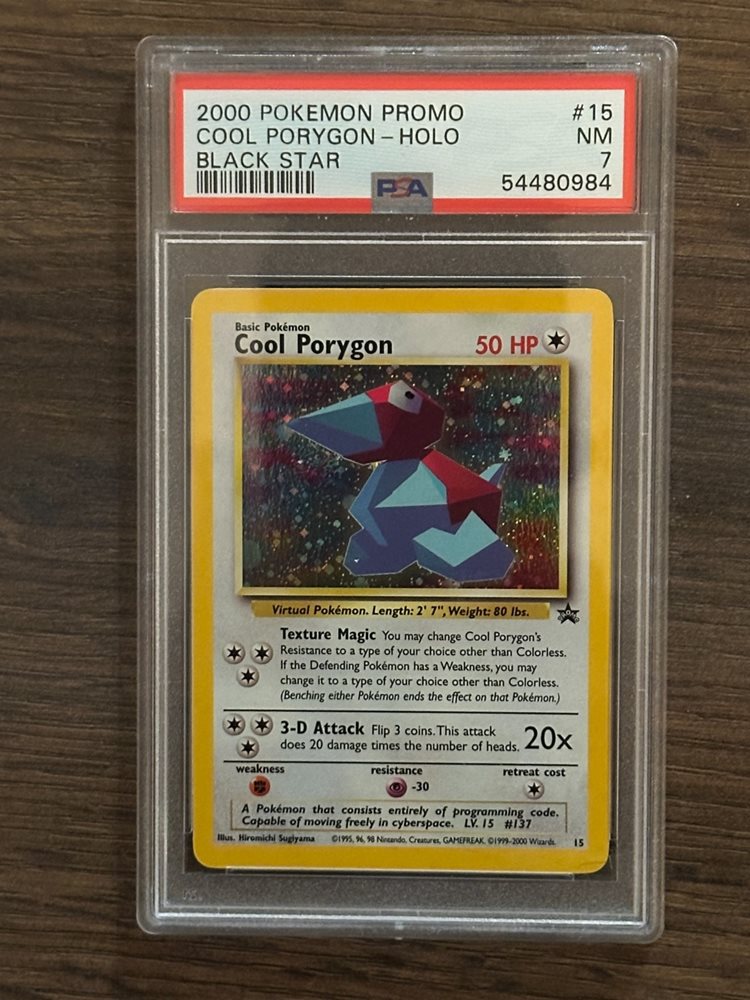 2000 POKEMON PROMO #15
COOL PORYGON - HOLO NM
BLACK STAR 7
PSA 54480984
Basic Pokémon
Cool Porygon 50 HP
Virtual Pokémon. Length: 2' 7", Weight: 80 lbs.
PROMO
Texture Magic You may change Cool Porygon's
Resistance to a type of your choice other than Colorless.
If the Defending Pokémon has a Weakness, you may
change it to a type of your choice other than Colorless.
(Benching either Pokémon ends the effect on that Pokémon.)
3-D Attack Flip 3 coins. This attack
does 20 damage times the number of heads. 20x
weakness resistance retreat cost
-30
A Pokémon that consists entirely of programming code.
Capable of moving freely in cyberspace. LV. 15 #137
Illus. Hiromichi Sugiyama ©1995, 96, 98 Nintendo, Creatures, GAMEFREAK. ©1999-2000 Wizards. 15